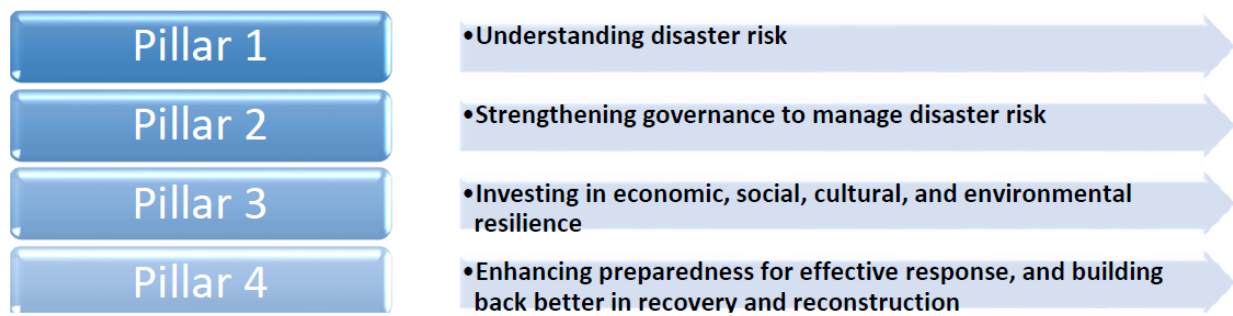 Pillar 1
•Understanding disaster risk
Pillar 2
•Strengthening governance to manage disaster risk
Pillar 3
•Investing in economic, social, cultural, and environmental
resilience
Pillar 4
•Enhancing preparedness for effective response, and building
back better in recovery and reconstruction